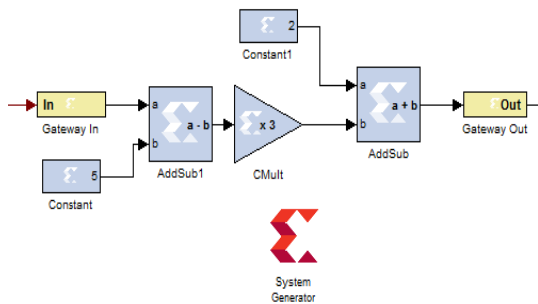 2
Constant1
In
Gateway In
a
b
a - b
AddSub1
x 3
CMult
a
b
a + b
AddSub
Out
Gateway Out
5
Constant
System
Generator